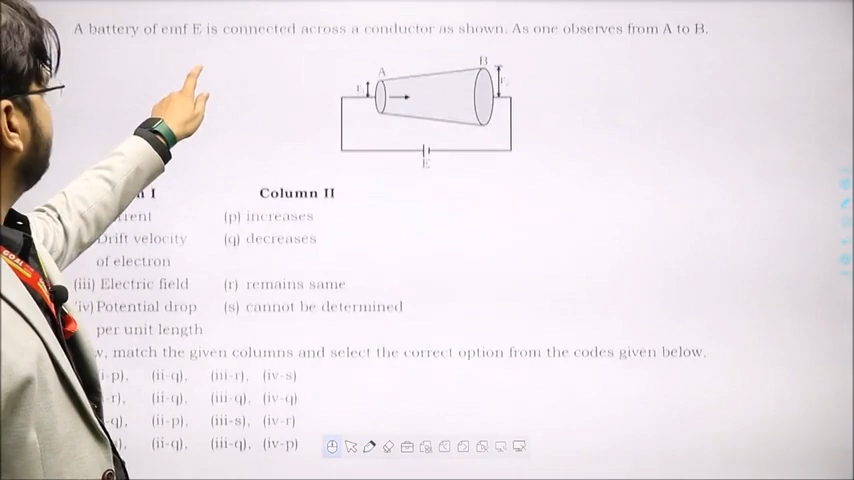 A battery of emf E is connected across a conductor as shown. As one observes from A to B.
A
B
r₁
r₂
E
I
Column II
(p) increases
Drift velocity
(q) decreases
of electron
(iii) Electric field
(r) remains same
iv) Potential drop
(s) cannot be determined
per unit length
match the given columns and select the correct option from the codes given below.
i-p), (ii-q), (iii-r), (iv-s)
-r), (ii-q), (iii-q), (iv-q)
-q), (ii-p), (iii-s), (iv-r)
(ii-q), (iii-q), (iv-p)
GOAL